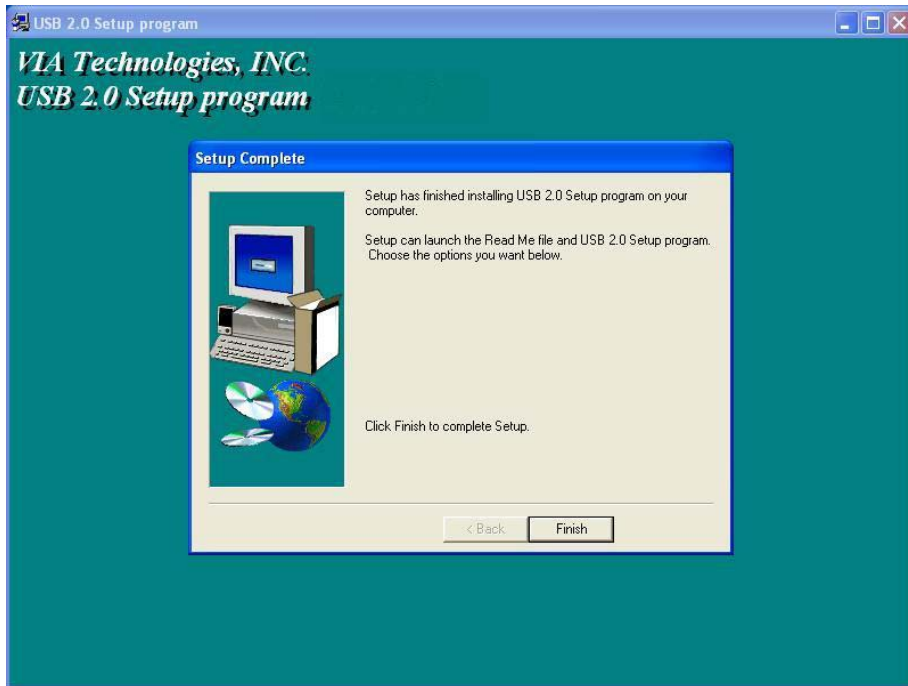 USB 2.0 Setup program
VIA Technologies, INC.
USB 2.0 Setup program
Setup Complete
Setup has finished installing USB 2.0 Setup program on your
computer.
Setup can launch the Read Me file and USB 2.0 Setup program.
Choose the options you want below.
Click Finish to complete Setup.
< Back
Finish